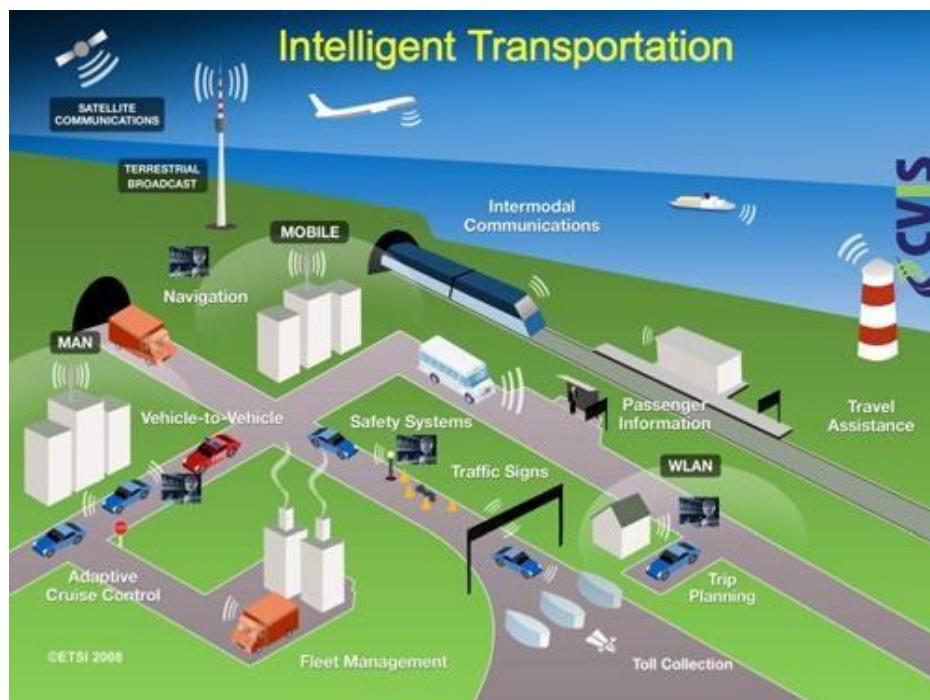 Intelligent Transportation
SATELLITE
COMMUNICATIONS
TERRESTRIAL
BROADCAST
CVIS
Intermodal
Communications
MOBILE
Navigation
MAN
Vehicle-to-Vehicle
Safety Systems
Passenger
Information
Travel
Assistance
Traffic Signs
WLAN
Adaptive
Cruise Control
Trip
Planning
©ETSI 2008
Fleet Management
Toll Collection